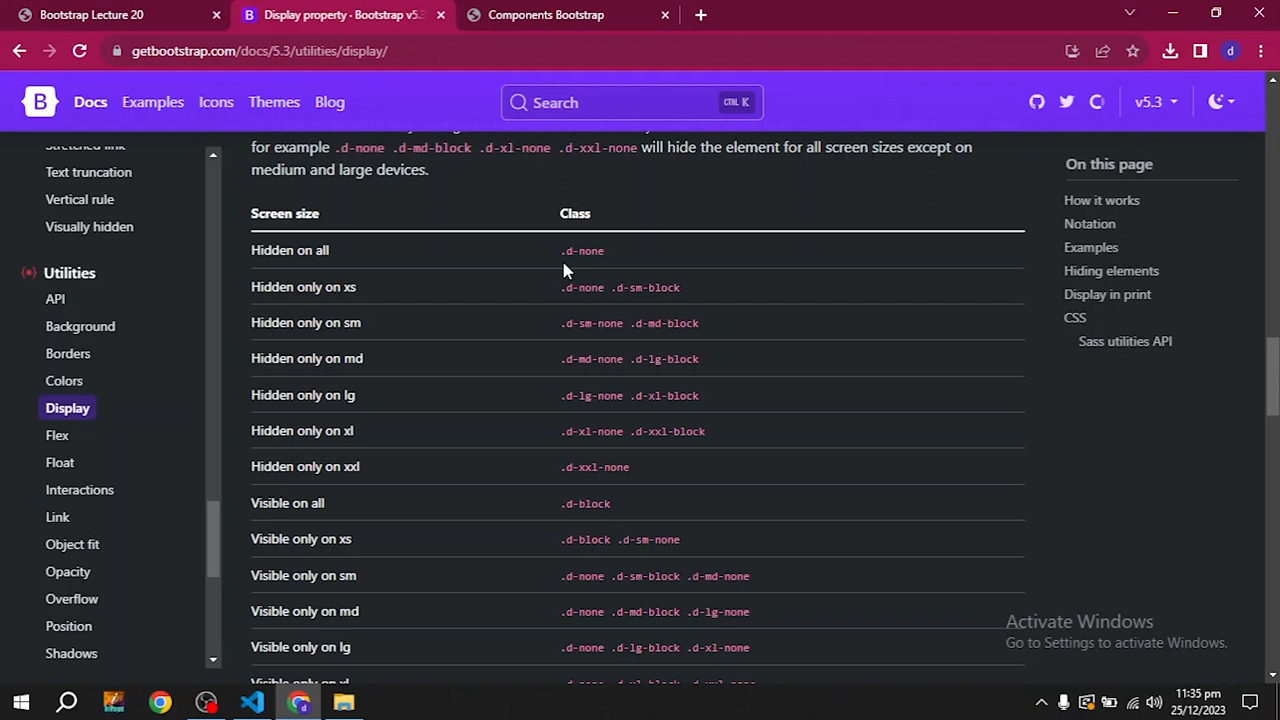 Bootstrap Lecture 20
Display property - Bootstrap v5.3
Components Bootstrap
getbootstrap.com/docs/5.3/utilities/display/
d
B
Docs
Examples
Icons
Themes
Blog
Search
CTRL K
v5.3
Stretched link
Text truncation
Vertical rule
Visually hidden
Utilities
API
Background
Borders
Colors
Display
Flex
Float
Interactions
Link
Object fit
Opacity
Overflow
Position
Shadows
for example .d-none .d-md-block .d-xl-none .d-xxl-none will hide the element for all screen sizes except on
medium and large devices.
Screen size Class
Hidden on all .d-none
Hidden only on xs .d-none .d-sm-block
Hidden only on sm .d-sm-none .d-md-block
Hidden only on md .d-md-none .d-lg-block
Hidden only on lg .d-lg-none .d-xl-block
Hidden only on xl .d-xl-none .d-xxl-block
Hidden only on xxl .d-xxl-none
Visible on all .d-block
Visible only on xs .d-block .d-sm-none
Visible only on sm .d-none .d-sm-block .d-md-none
Visible only on md .d-none .d-md-block .d-lg-none
Visible only on lg .d-none .d-lg-block .d-xl-none
On this page
How it works
Notation
Examples
Hiding elements
Display in print
CSS
Sass utilities API
Activate Windows
Go to Settings to activate Windows.
11:35 pm
25/12/2023